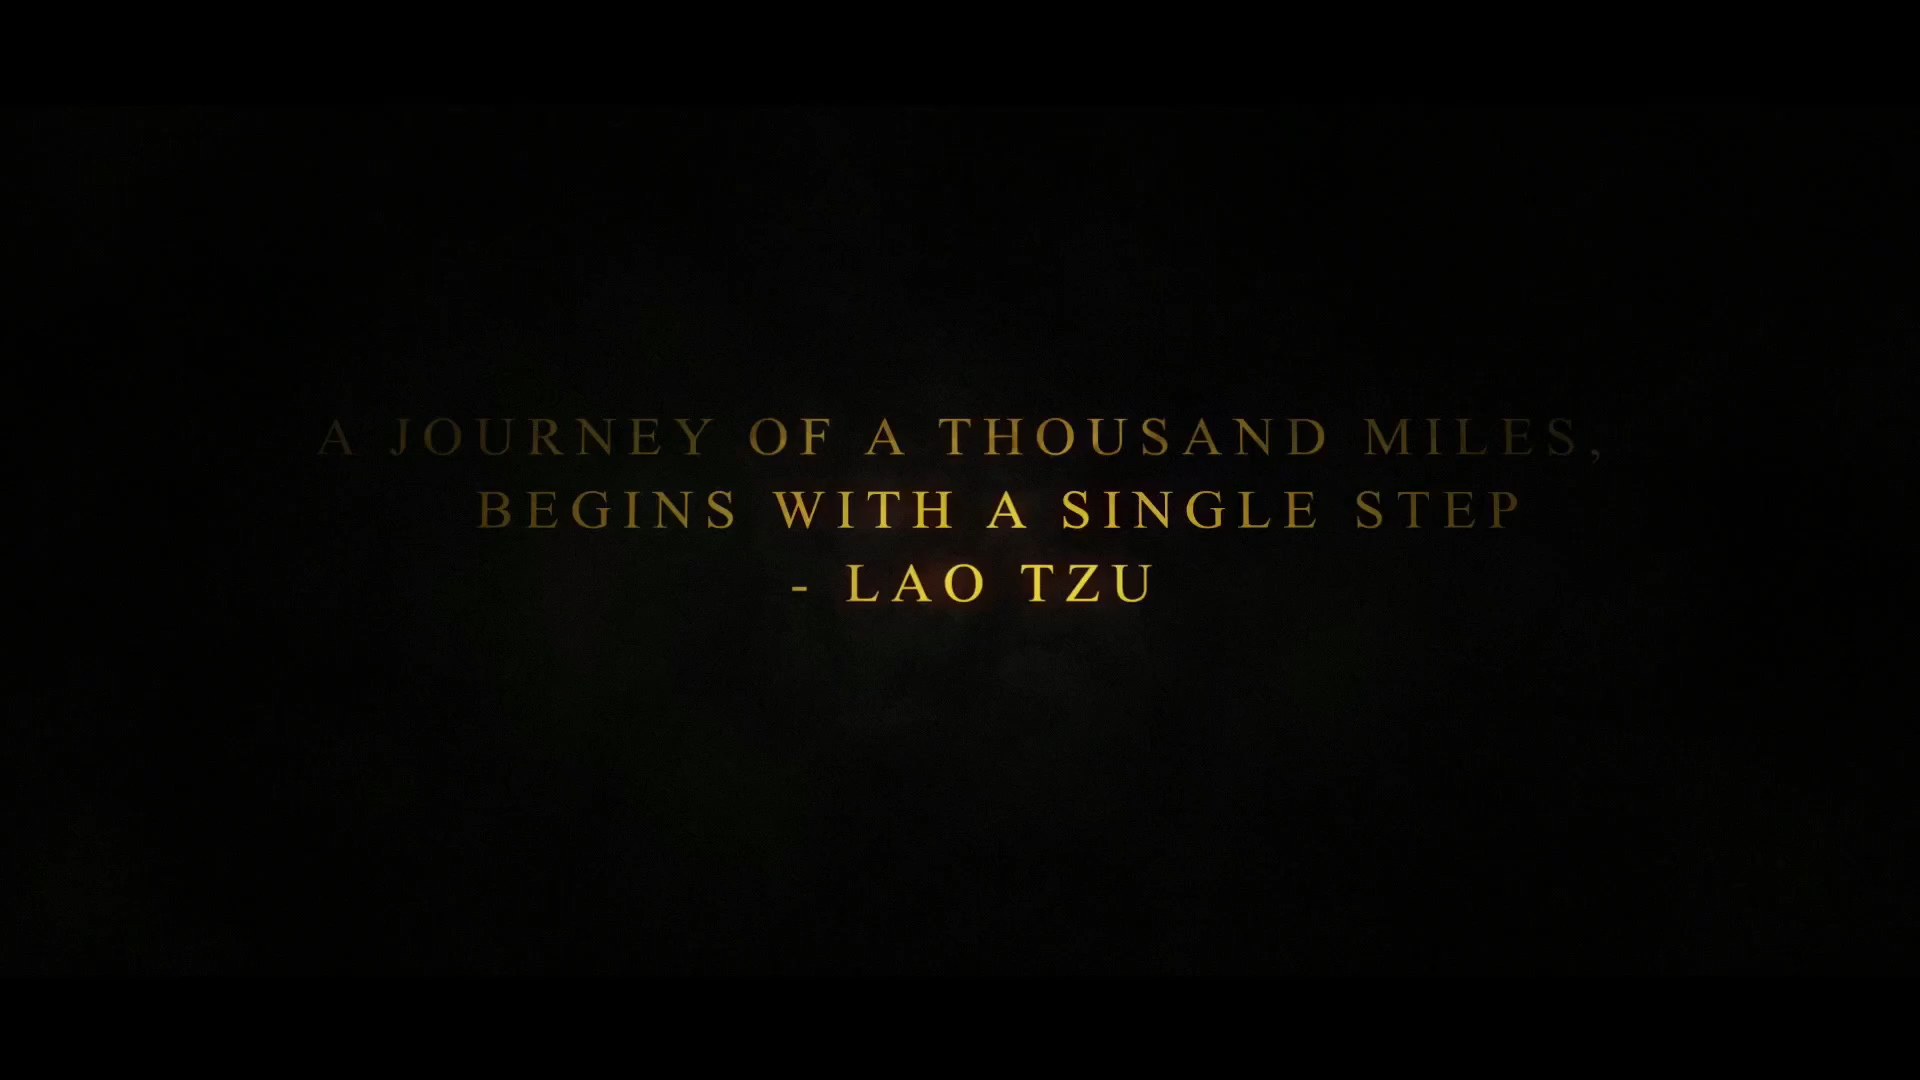 A JOURNEY OF A THOUSAND MILES,
BEGINS WITH A SINGLE STEP
- LAO TZU